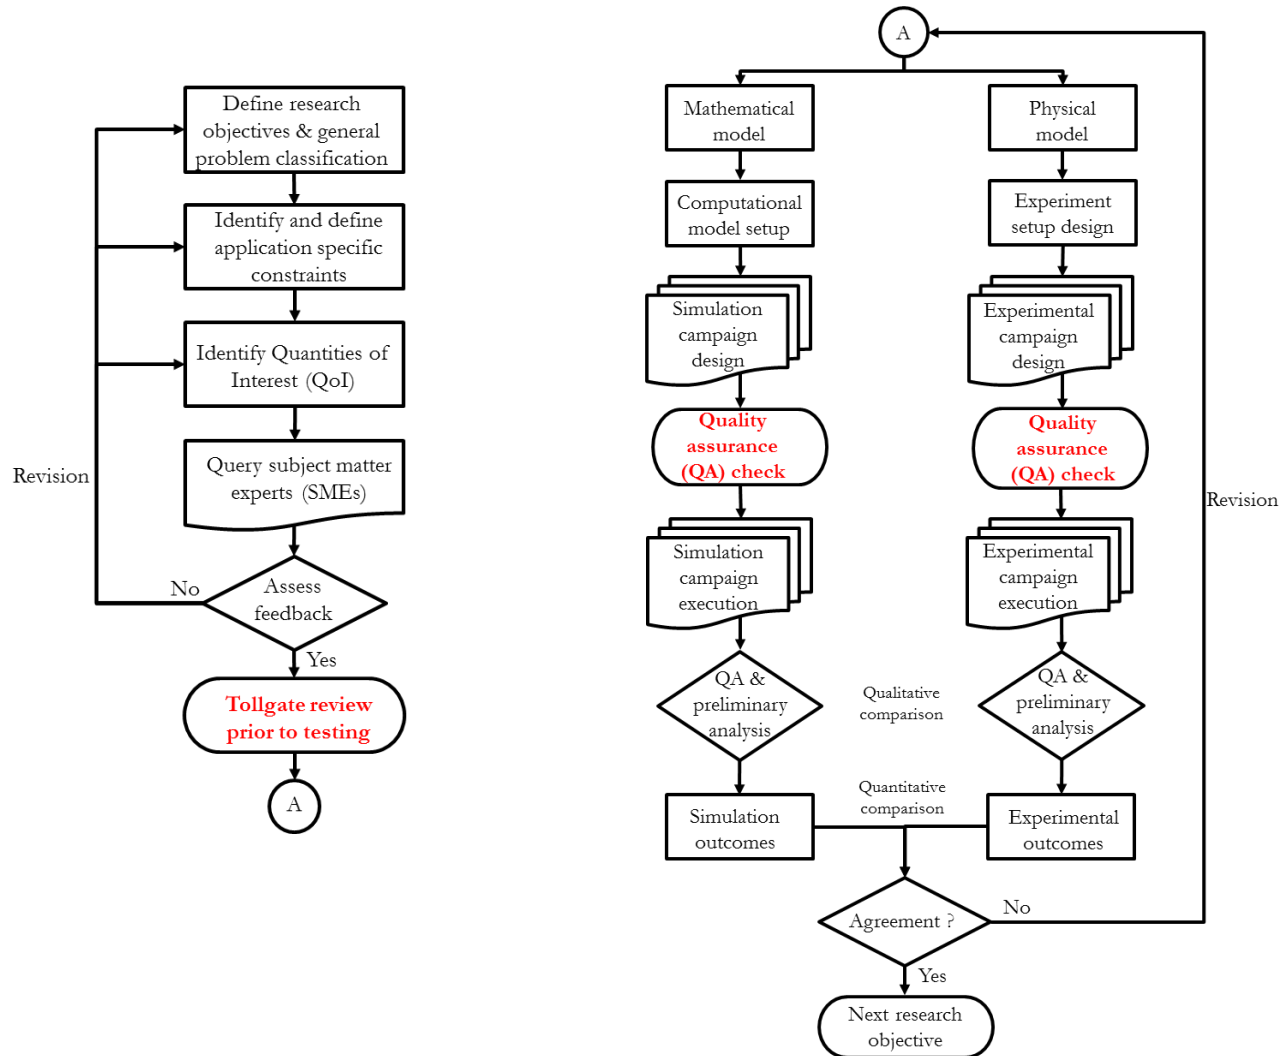 Define research
objectives & general
problem classification
Identify and define
application specific
constraints
Identify Quantities of
Interest (QoI)
Query subject matter
experts (SMEs)
Revision
Assess
feedback
No
Yes
Tollgate review
prior to testing
A
A
Mathematical
model
Computational
model setup
Simulation
campaign
design
Quality
assurance
(QA) check
Simulation
campaign
execution
QA &
preliminary
analysis
Simulation
outcomes
Physical
model
Experiment
setup design
Experimental
campaign
design
Quality
assurance
(QA) check
Experimental
campaign
execution
QA &
preliminary
analysis
Experimental
outcomes
Qualitative
comparison
Quantitative
comparison
Agreement ?
No
Revision
Yes
Next research
objective